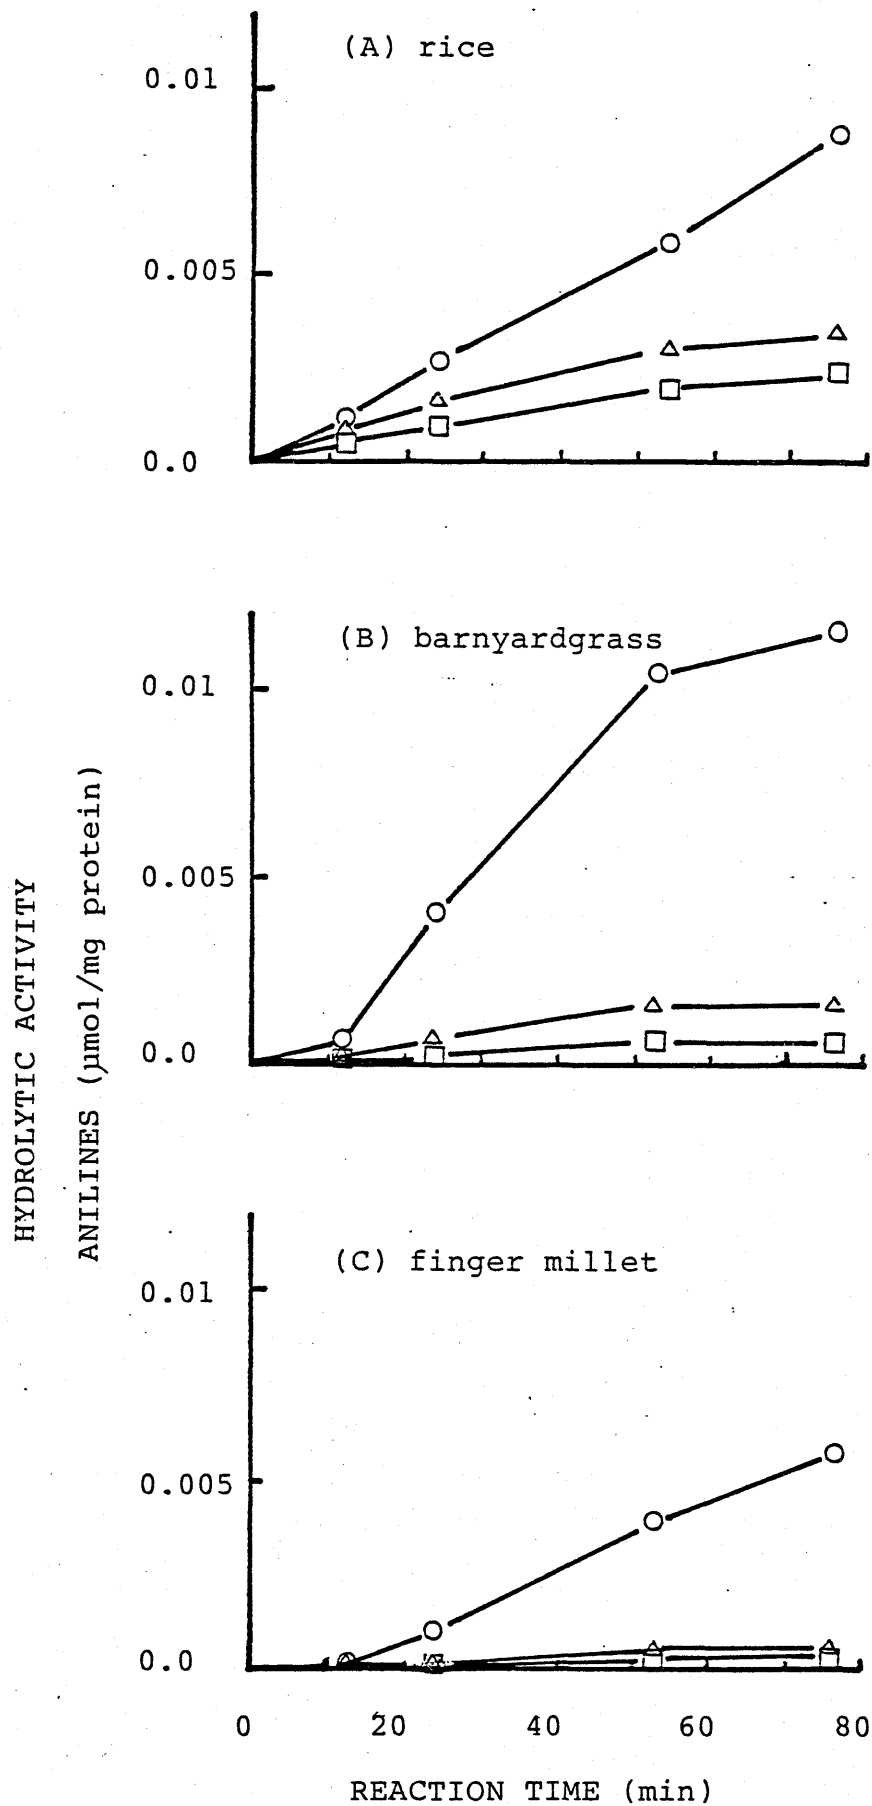 (A) rice
0.01
0.005
0.0
(B) barnyardgrass
0.01
0.005
0.0
HYDROLYTIC ACTIVITY
ANILINES (µmol/mg protein)
(C) finger millet
0.01
0.005
0.0
0 20 40 60 80
REACTION TIME (min)